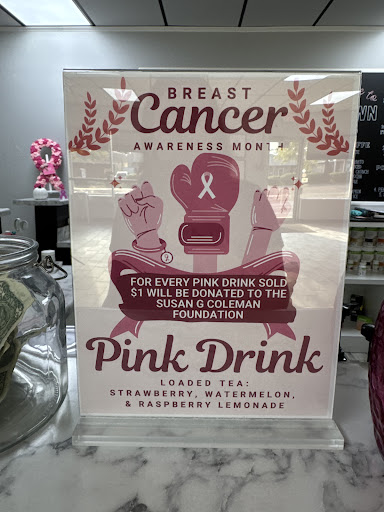 BREAST
Cancer
AWARENESS MONTH
FOR EVERY PINK DRINK SOLD
$1 WILL BE DONATED TO THE
SUSAN G COLEMAN
FOUNDATION
Pink Drink
LOADED TEA:
STRAWBERRY, WATERMELON,
& RASPBERRY LEMONADE